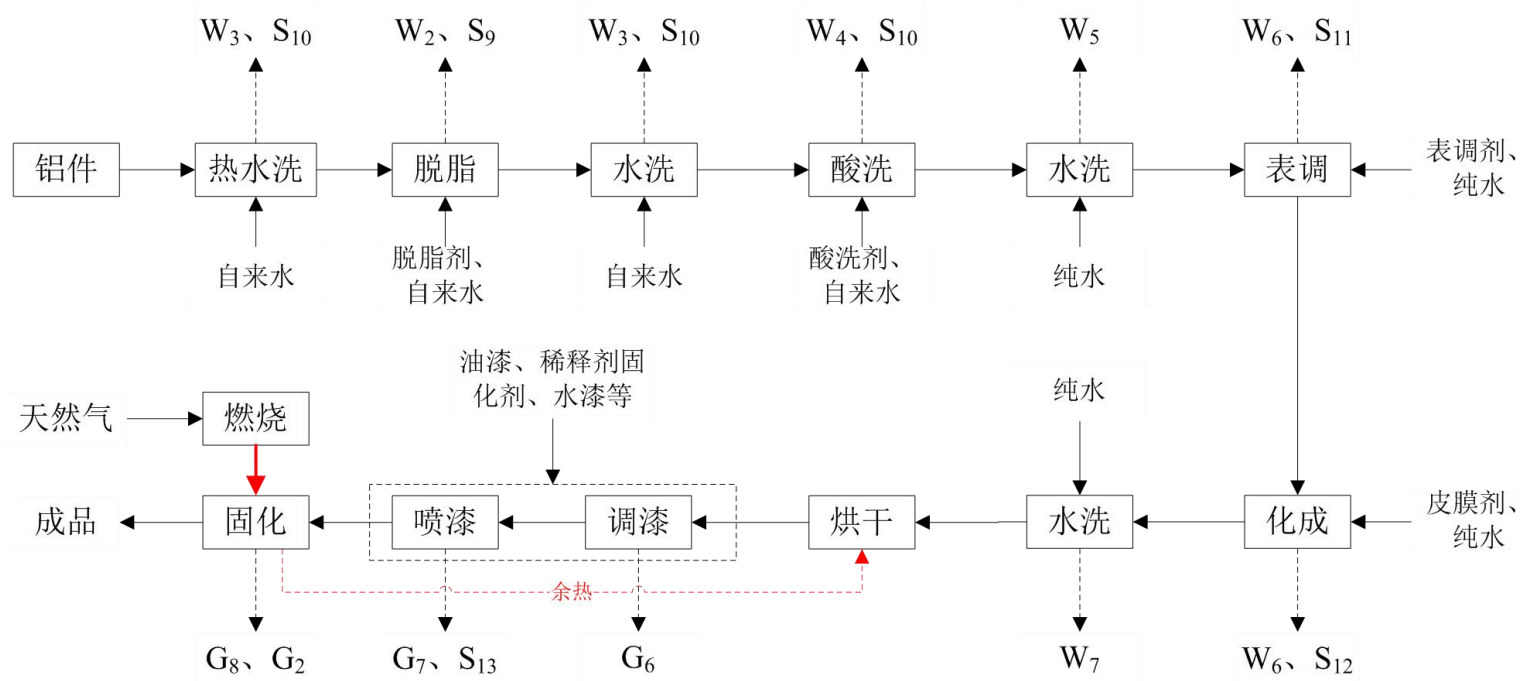 W₃、S₁₀
W₂、S₉
W₃、S₁₀
W₄、S₁₀
W₅
W₆、S₁₁
铝件
热水洗
脱脂
水洗
酸洗
水洗
表调
表调剂、
纯水
自来水
脱脂剂、
自来水
自来水
酸洗剂、
自来水
纯水
油漆、稀释剂固
化剂、水漆等
纯水
天然气
燃烧
成品
固化
喷漆
调漆
烘干
水洗
化成
皮膜剂、
纯水
余热
G₈、G₂
G₇、S₁₃
G₆
W₇
W₆、S₁₂